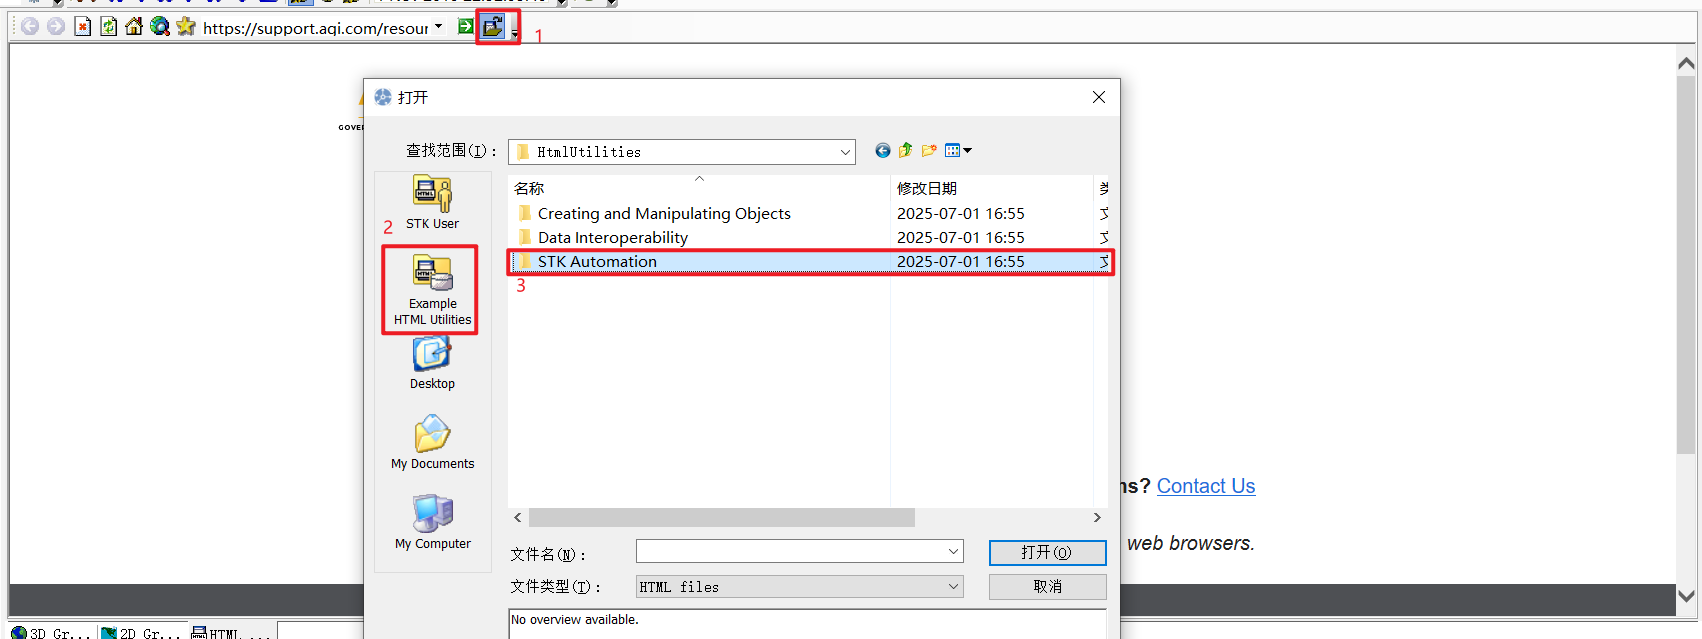 https://support.agi.com/resour
1
打开
GOVE
查找范围(I)：
HtmlUtilities
名称
修改日期
STK User
Creating and Manipulating Objects
2025-07-01 16:55
2
Data Interoperability
2025-07-01 16:55
STK Automation
2025-07-01 16:55
3
Example
HTML Utilities
Desktop
My Documents
My Computer
ns? Contact Us
web browsers.
文件名(N)：
打开(O)
文件类型(T)：
HTML files
取消
No overview available.
3D Gr...
2D Gr...
HTML ...